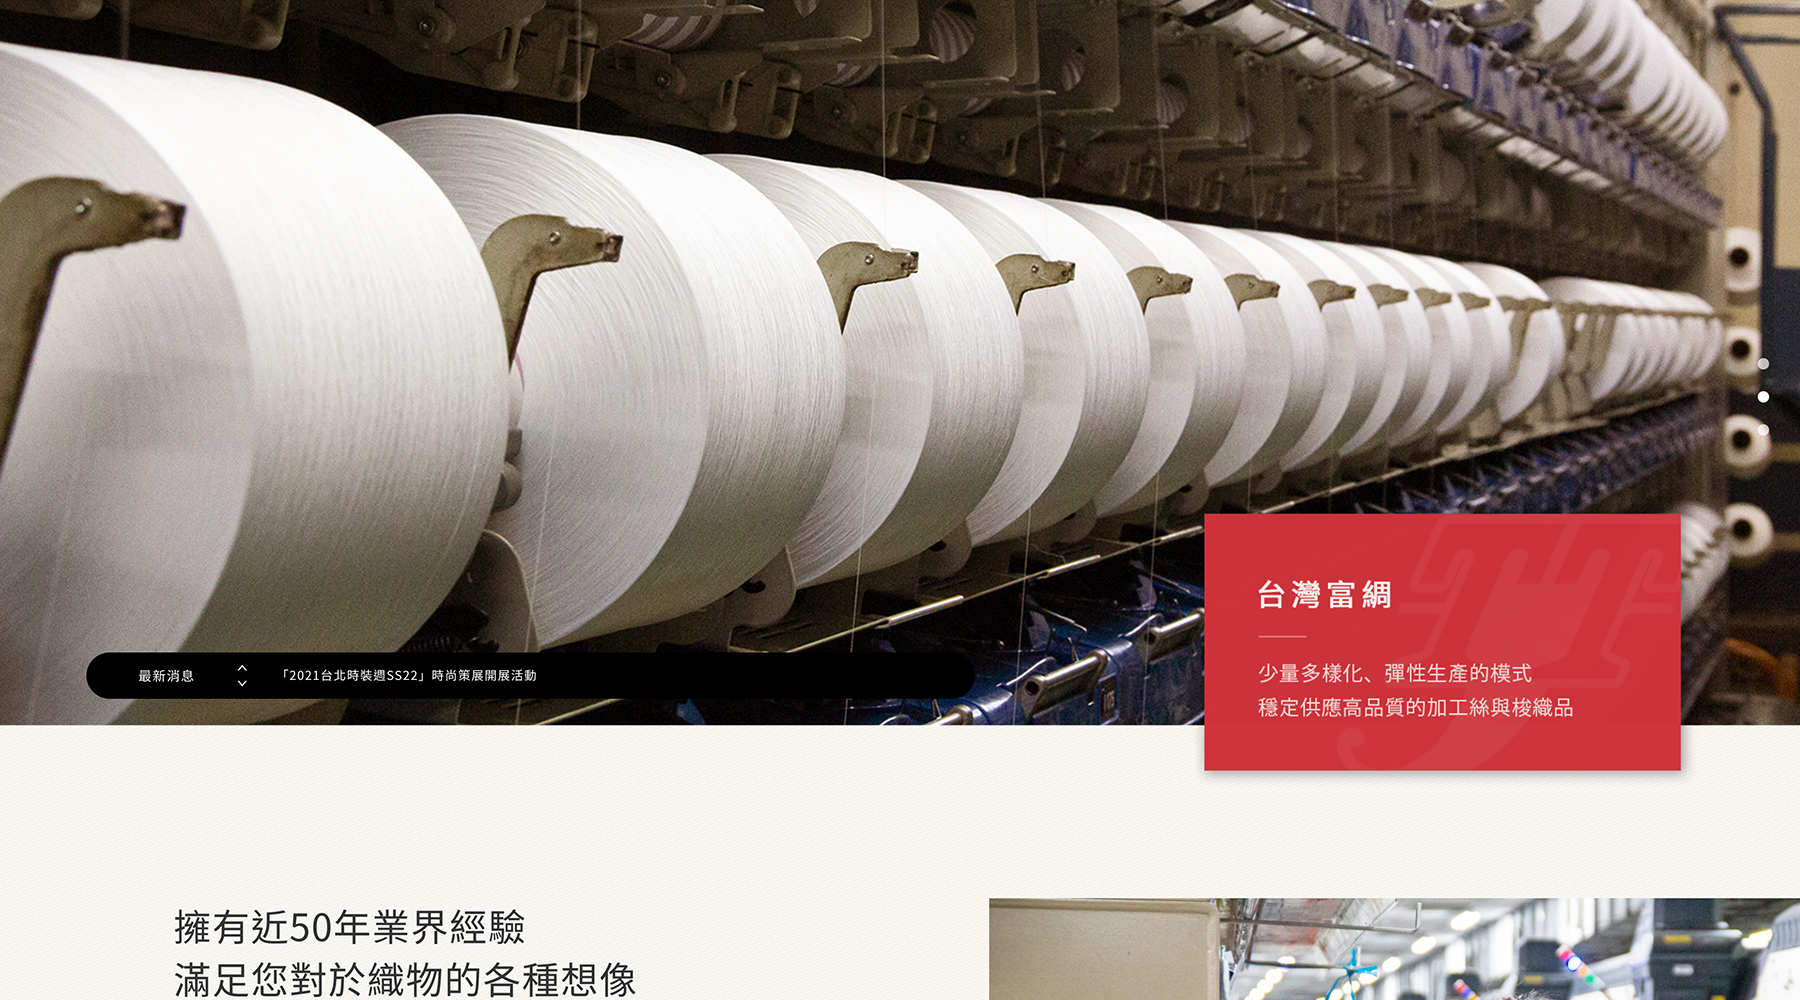 台灣富綢
少量多樣化、彈性生產的模式
穩定供應高品質的加工絲與梭織品
最新消息
「2021台北時裝週SS22」時尚策展開展活動
擁有近50年業界經驗
滿足您對於織物的各種想像